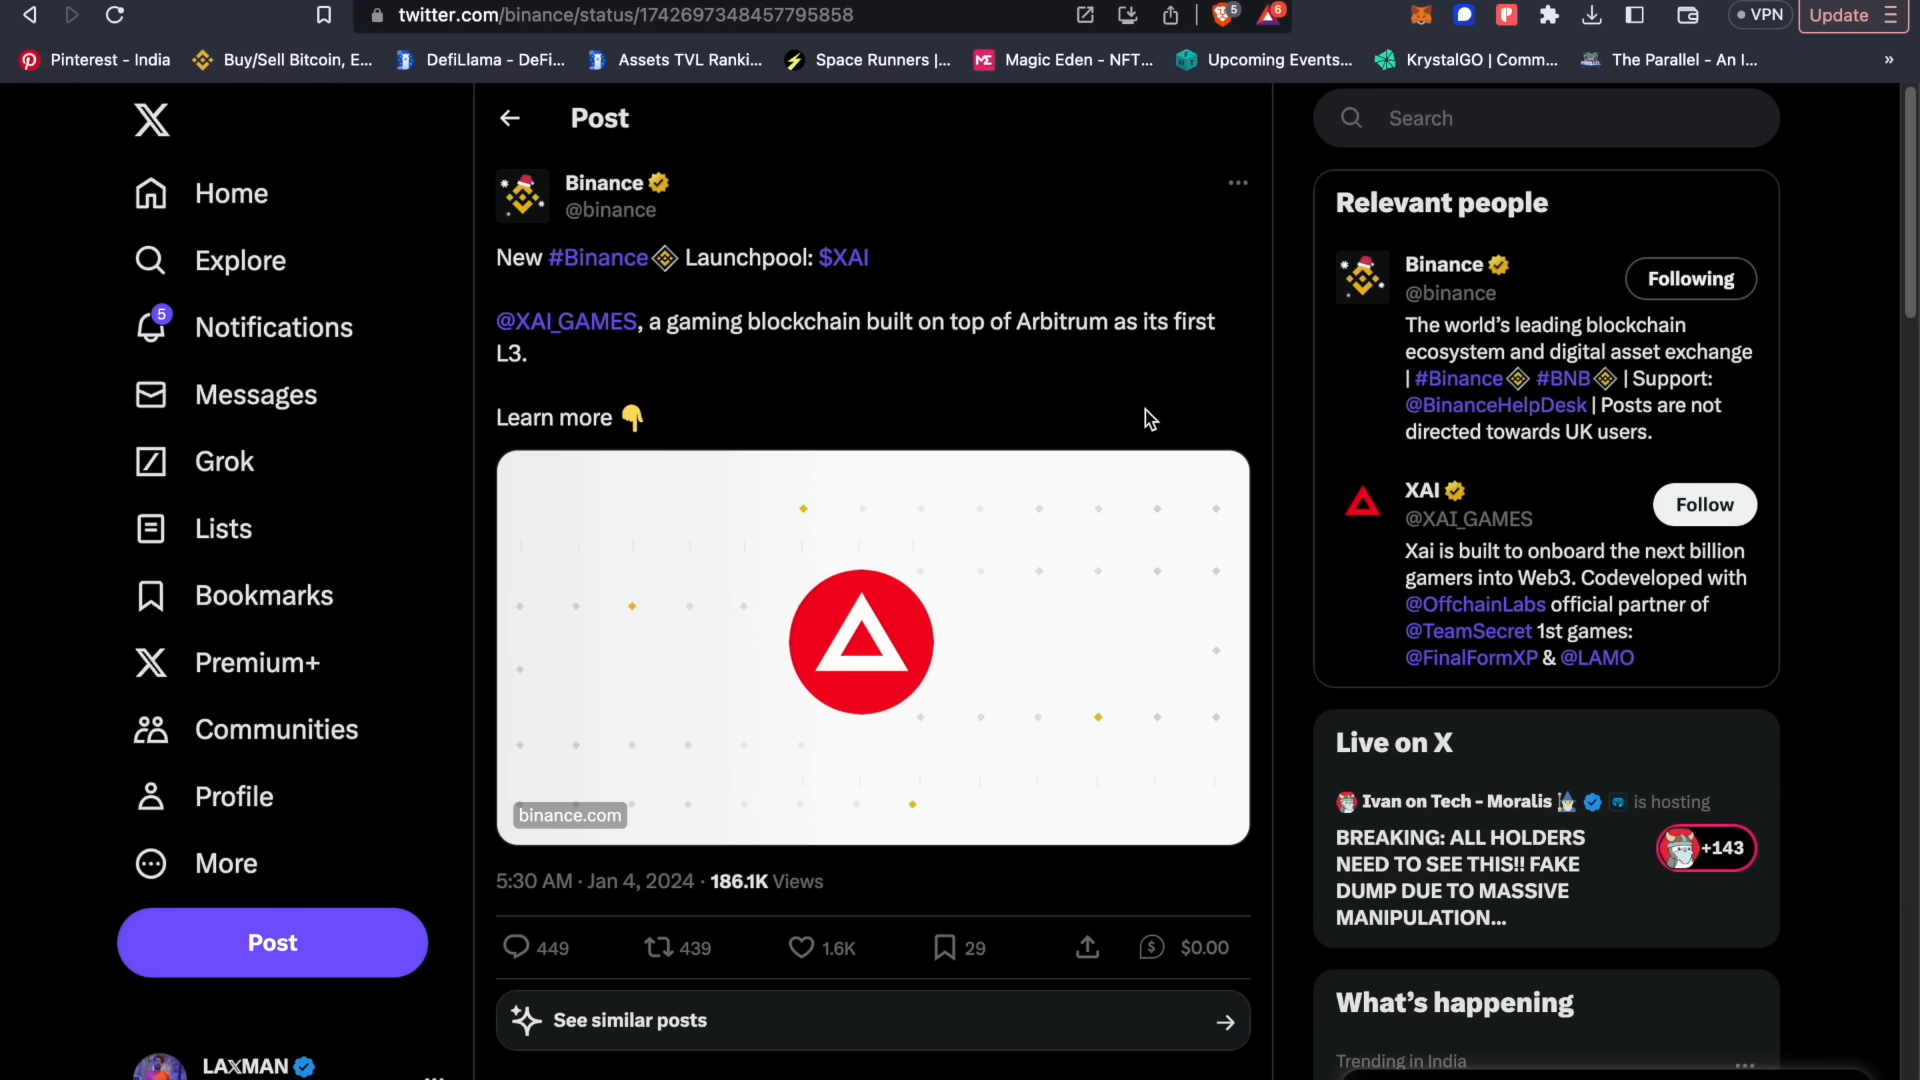 twitter.com/binance/status/1742697348457795858
5
6
VPN
Update
Pinterest - India
Buy/Sell Bitcoin, E...
DefiLlama - DeFi...
Assets TVL Ranki...
Space Runners |...
ME
Magic Eden - NFT...
Upcoming Events...
KrystalGO | Comm...
The Parallel - An I...
»
Home
Explore
5
Notifications
Messages
Grok
Lists
Bookmarks
Premium+
Communities
Profile
More
Post
LAXMAN
Post
Binance
@binance
New #Binance Launchpool: $XAI
@XAI_GAMES, a gaming blockchain built on top of Arbitrum as its first
L3.
Learn more 👇
binance.com
5:30 AM · Jan 4, 2024 · 186.1K Views
449
439
1.6K
29
$0.00
See similar posts
Search
Relevant people
Binance
@binance
Following
The world's leading blockchain
ecosystem and digital asset exchange
| #Binance #BNB | Support:
@BinanceHelpDesk | Posts are not
directed towards UK users.
XAI
@XAI_GAMES
Follow
Xai is built to onboard the next billion
gamers into Web3. Codeveloped with
@OffchainLabs official partner of
@TeamSecret 1st games:
@FinalFormXP & @LAMO
Live on X
Ivan on Tech - Moralis is hosting
BREAKING: ALL HOLDERS
NEED TO SEE THIS!! FAKE
DUMP DUE TO MASSIVE
MANIPULATION...
+143
What's happening
Trending in India